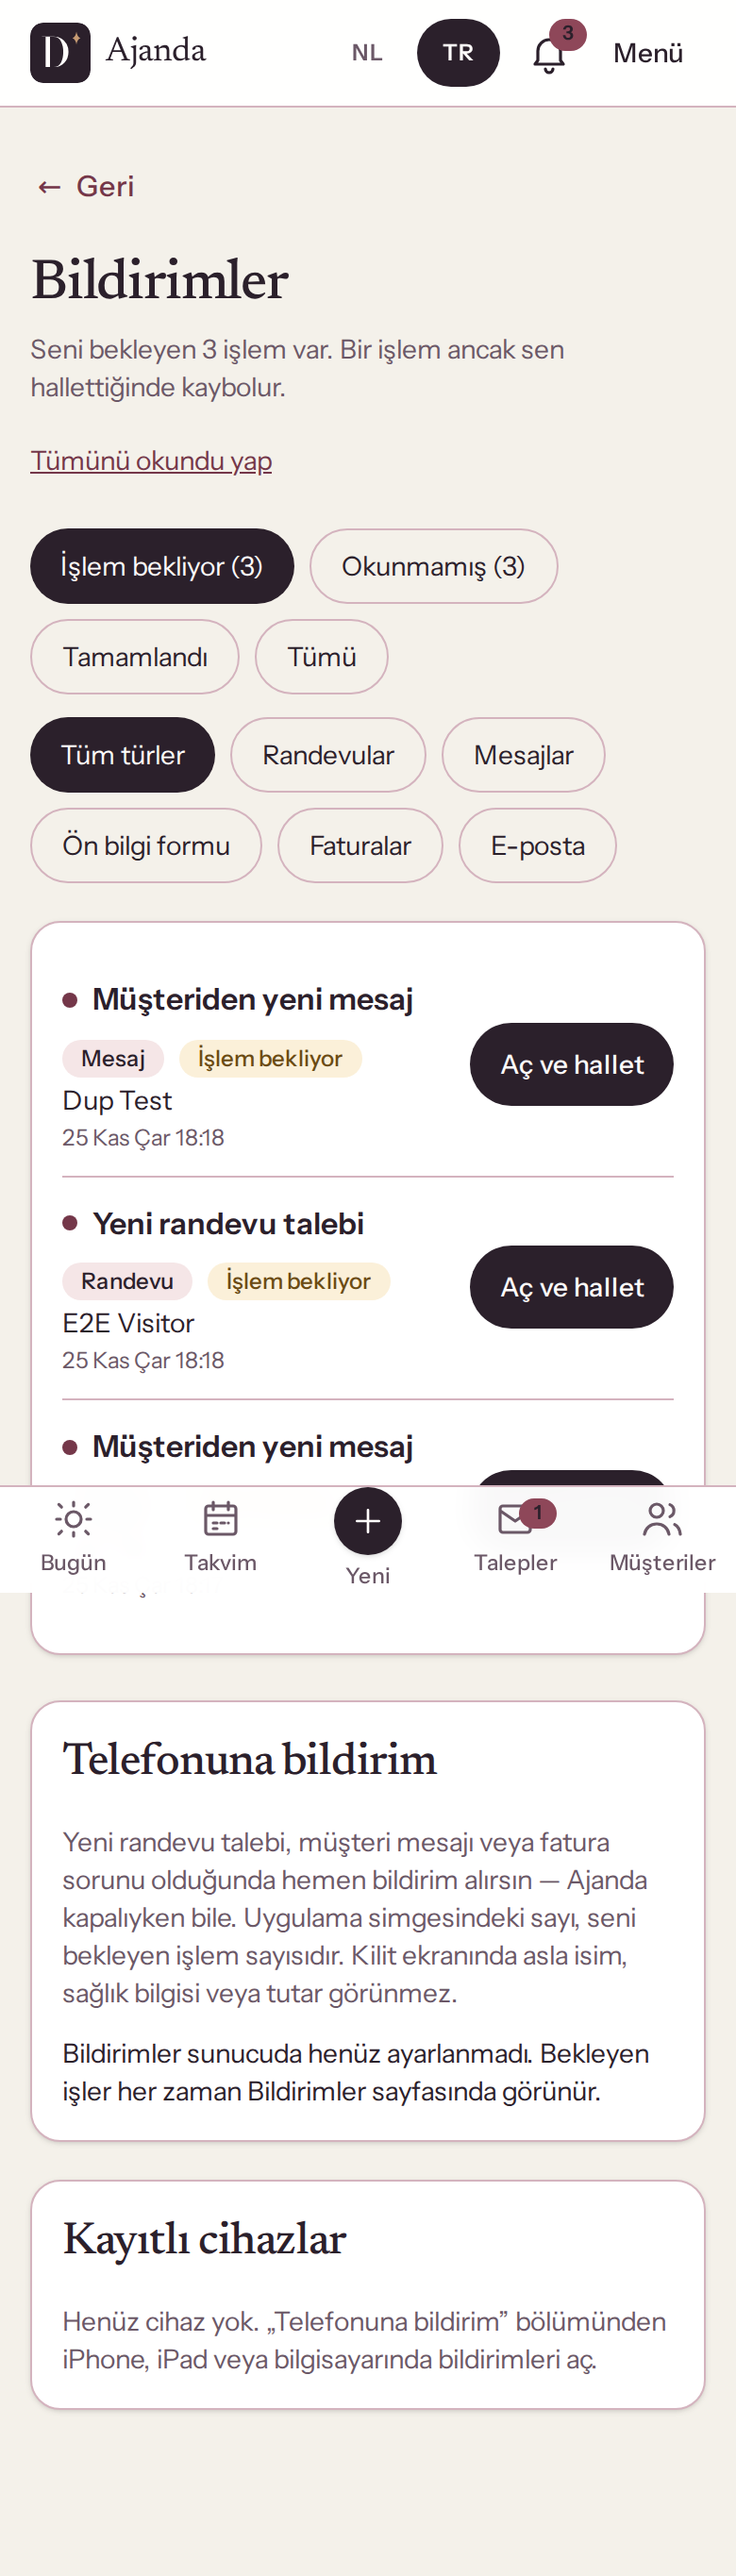 D Ajanda NL TR 3 Menü
← Geri
Bildirimler
Seni bekleyen 3 işlem var. Bir işlem ancak sen
hallettiğinde kaybolur.
Tümünü okundu yap
İşlem bekliyor (3) Okunmamış (3)
Tamamlandı Tümü
Tüm türler Randevular Mesajlar
Ön bilgi formu Faturalar E-posta
Müşteriden yeni mesaj
Mesaj İşlem bekliyor
Aç ve hallet
Dup Test
25 Kas Çar 18:18
Yeni randevu talebi
Randevu İşlem bekliyor
Aç ve hallet
E2E Visitor
25 Kas Çar 18:18
Müşteriden yeni mesaj
1
Bugün Takvim Yeni Talepler Müşteriler
Telefonuna bildirim
Yeni randevu talebi, müşteri mesajı veya fatura
sorunu olduğunda hemen bildirim alırsın — Ajanda
kapalıyken bile. Uygulama simgesindeki sayı, seni
bekleyen işlem sayısıdır. Kilit ekranında asla isim,
sağlık bilgisi veya tutar görünmez.
Bildirimler sunucuda henüz ayarlanmadı. Bekleyen
işler her zaman Bildirimler sayfasında görünür.
Kayıtlı cihazlar
Henüz cihaz yok. „Telefonuna bildirim” bölümünden
iPhone, iPad veya bilgisayarında bildirimleri aç.